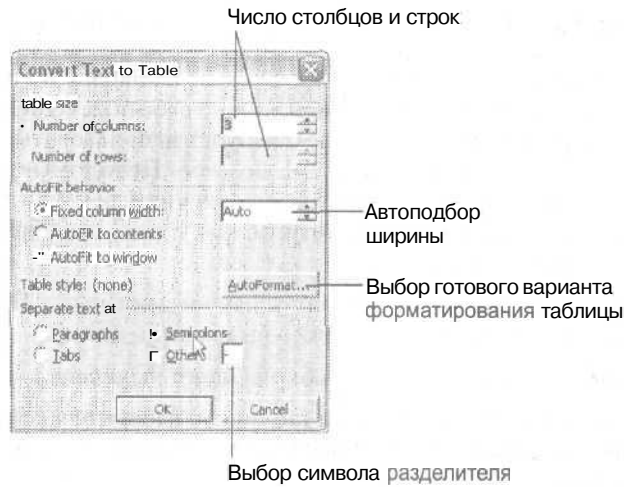 Число столбцов и строк
Convert Text to Table
table size
Number of columns: 3
Number of rows:
AutoFit behavior
Fixed column width: Auto
AutoFit to contents
AutoFit to window
Автоподбор
ширины
Table style: (none) AutoFormat...
Выбор готового варианта
форматирования таблицы
Separate text at
Paragraphs Semicolons
Tabs Other: -
OK Cancel
Выбор символа разделителя